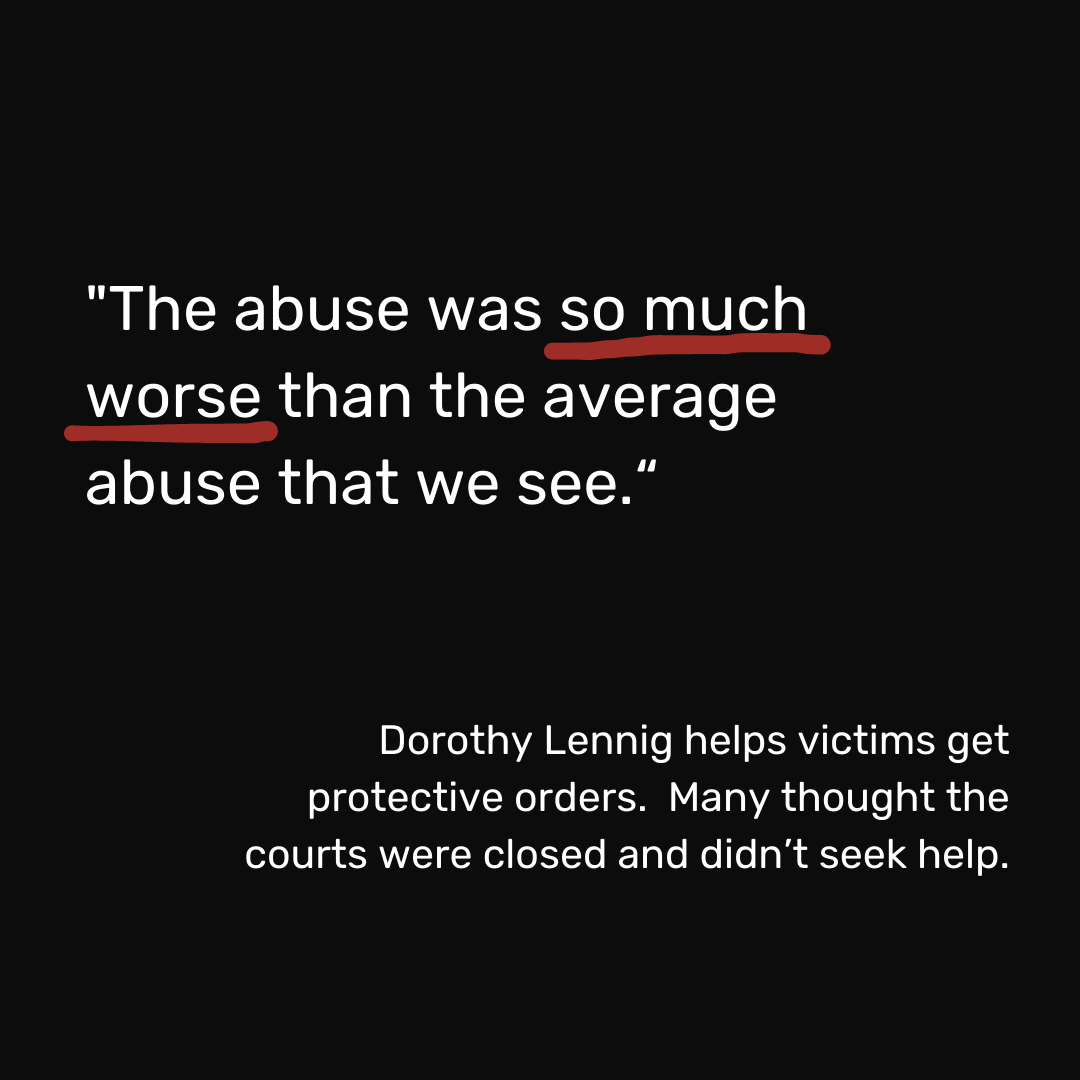 "The abuse was so much
worse than the average
abuse that we see.“
Dorothy Lennig helps victims get
protective orders.  Many thought the
courts were closed and didn’t seek help.